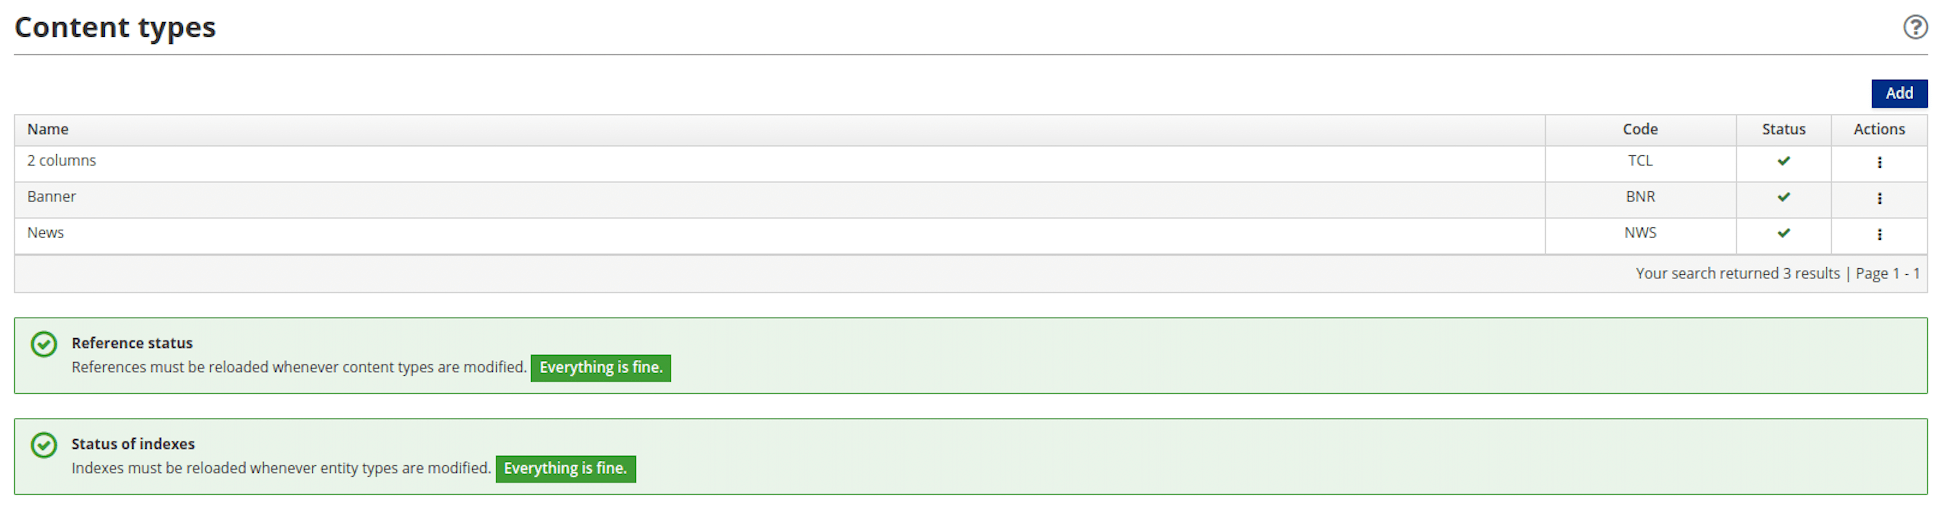 Content types
?
Add
Name Code Status Actions
2 columns TCL
Banner BNR
News NWS
Your search returned 3 results | Page 1 - 1
Reference status
References must be reloaded whenever content types are modified. Everything is fine.
Status of indexes
Indexes must be reloaded whenever entity types are modified. Everything is fine.